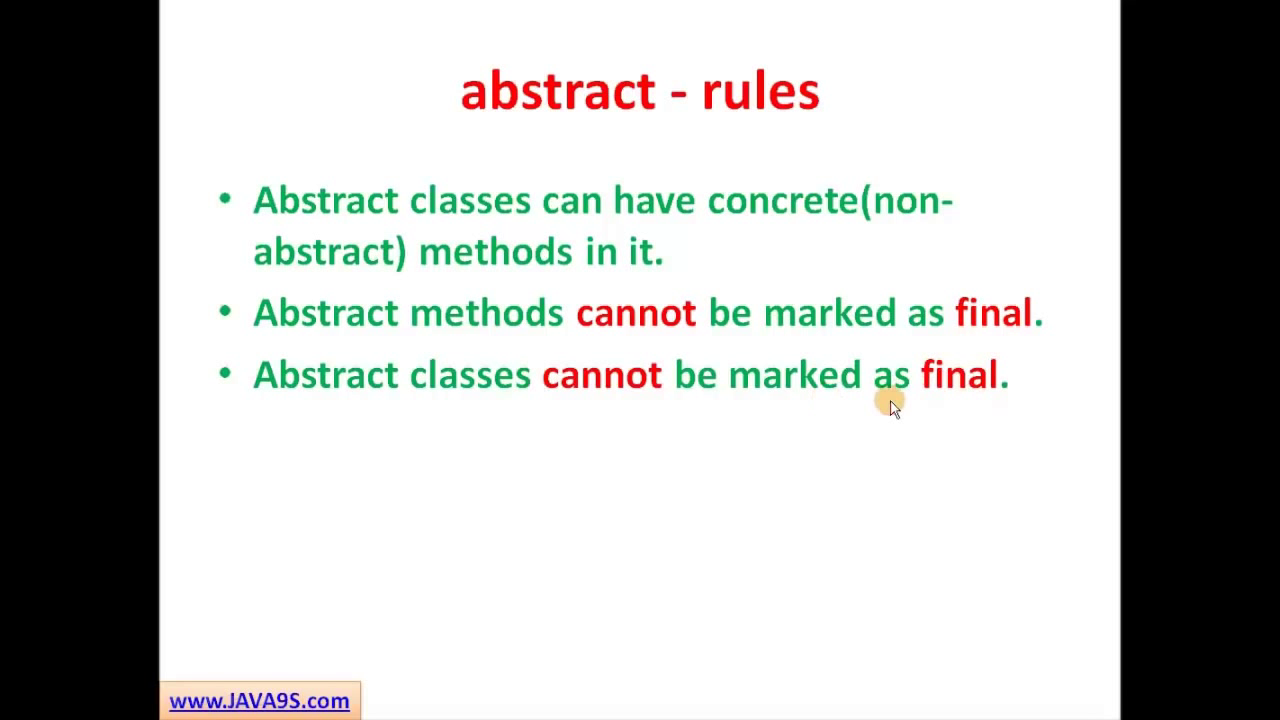 abstract - rules
• Abstract classes can have concrete(non-
abstract) methods in it.
• Abstract methods cannot be marked as final.
• Abstract classes cannot be marked as final.
www.JAVA9S.com